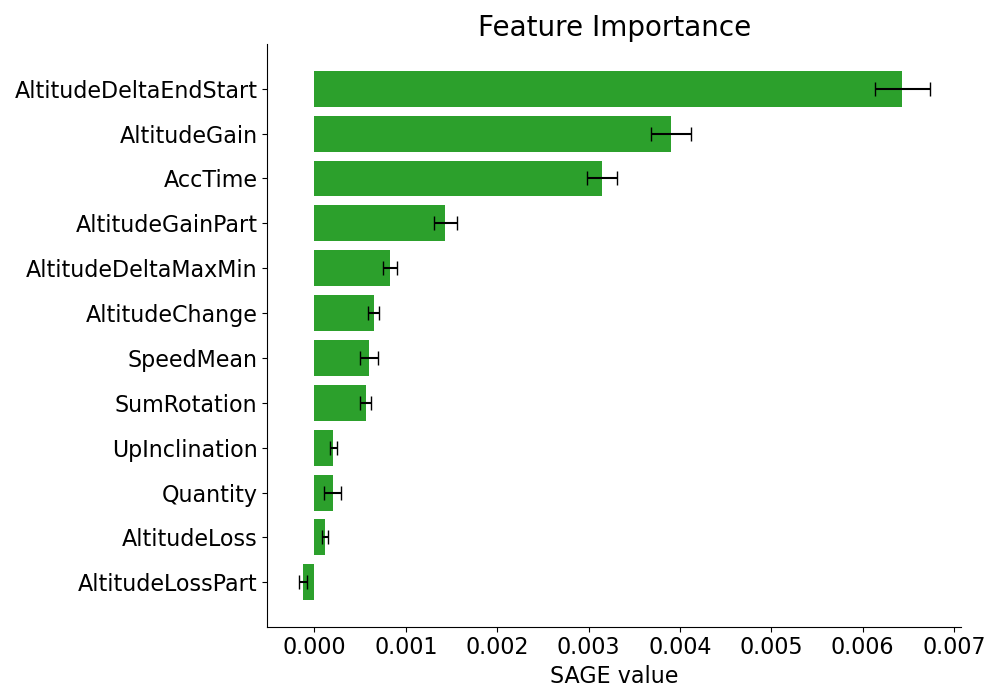 Feature Importance
AltitudeDeltaEndStart
AltitudeGain
AccTime
AltitudeGainPart
AltitudeDeltaMaxMin
AltitudeChange
SpeedMean
SumRotation
UpInclination
Quantity
AltitudeLoss
AltitudeLossPart
0.000 0.001 0.002 0.003 0.004 0.005 0.006 0.007
SAGE value